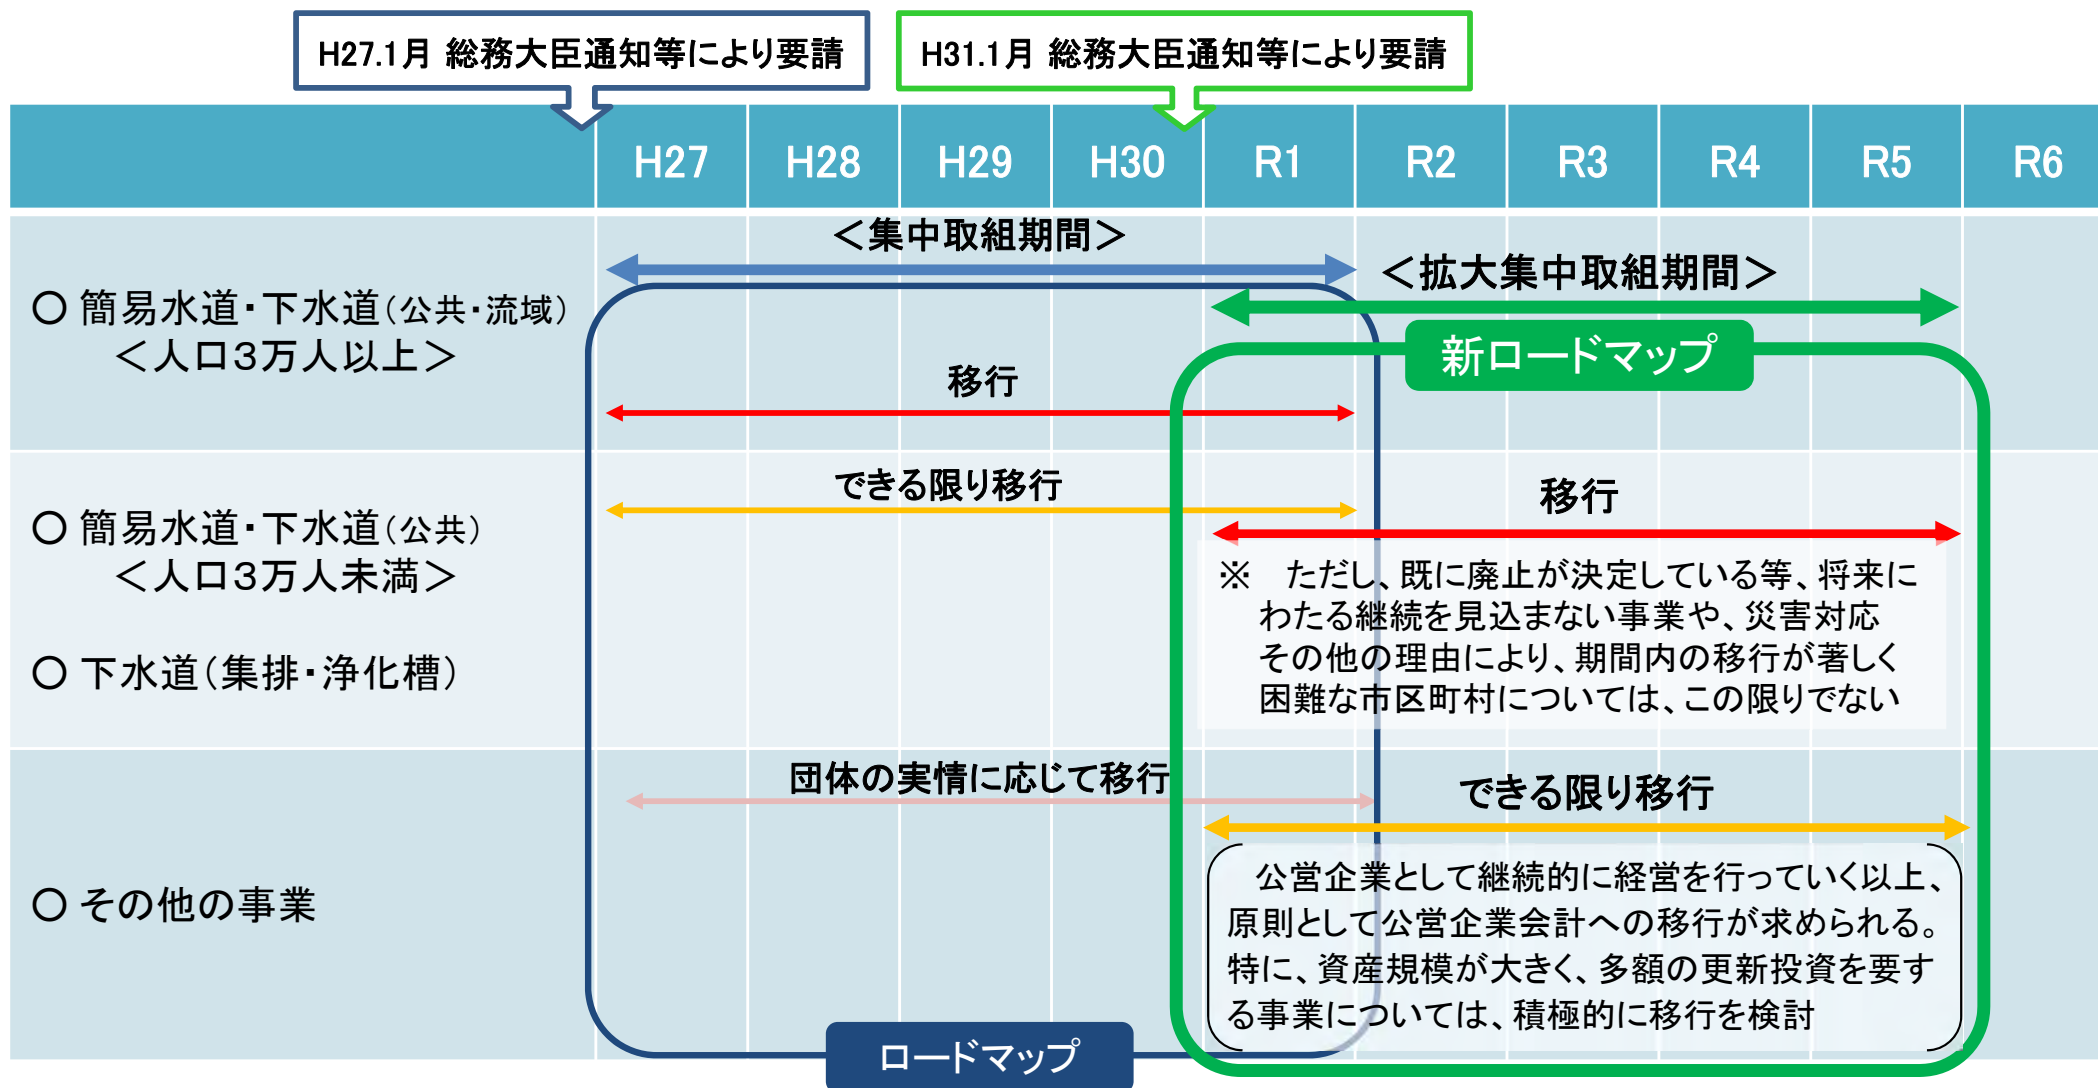 H27.1月 総務大臣通知等により要請
H31.1月 総務大臣通知等により要請
H27 H28 H29 H30 R1 R2 R3 R4 R5 R6
＜集中取組期間＞
＜拡大集中取組期間＞
○ 簡易水道・下水道（公共・流域）
＜人口３万人以上＞
新ロードマップ
移行
できる限り移行
移行
○ 簡易水道・下水道（公共）
＜人口３万人未満＞
○ 下水道（集排・浄化槽）
※　ただし、既に廃止が決定している等、将来に
わたる継続を見込まない事業や、災害対応
その他の理由により、期間内の移行が著しく
困難な市区町村については、この限りでない
団体の実情に応じて移行
できる限り移行
○ その他の事業
公営企業として継続的に経営を行っていく以上、
原則として公営企業会計への移行が求められる。
特に、資産規模が大きく、多額の更新投資を要す
る事業については、積極的に移行を検討
ロードマップ